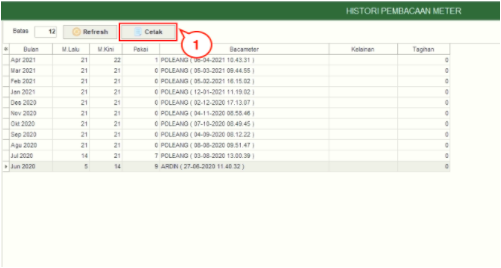 HISTORI PEMBACAAN METER
Batas 12 Refresh Cetak
1
Bulan M.Lalu M.Kini Pakai Bacameter Kelainan Tagihan
Apr 2021 21 22 1 POLEANG ( 05-04-2021 10.43.31 ) 0
Mar 2021 21 21 0 POLEANG ( 05-03-2021 08.44.55 ) 0
Feb 2021 21 21 0 POLEANG ( 05-02-2021 16.15.02 ) 0
Jan 2021 21 21 0 POLEANG ( 12-01-2021 11.19.02 ) 0
Des 2020 21 21 0 POLEANG ( 02-12-2020 17.13.07 ) 0
Nov 2020 21 21 0 POLEANG ( 04-11-2020 08.58.46 ) 0
Okt 2020 21 21 0 POLEANG ( 07-10-2020 08.49.45 ) 0
Sep 2020 21 21 0 POLEANG ( 04-09-2020 08.12.22 ) 0
Agu 2020 21 21 0 POLEANG ( 08-08-2020 09.51.47 ) 0
Jul 2020 14 21 7 POLEANG ( 03-08-2020 13.00.39 ) 0
Jun 2020 5 14 9 ARDIN ( 27-06-2020 11.48.32 ) 0